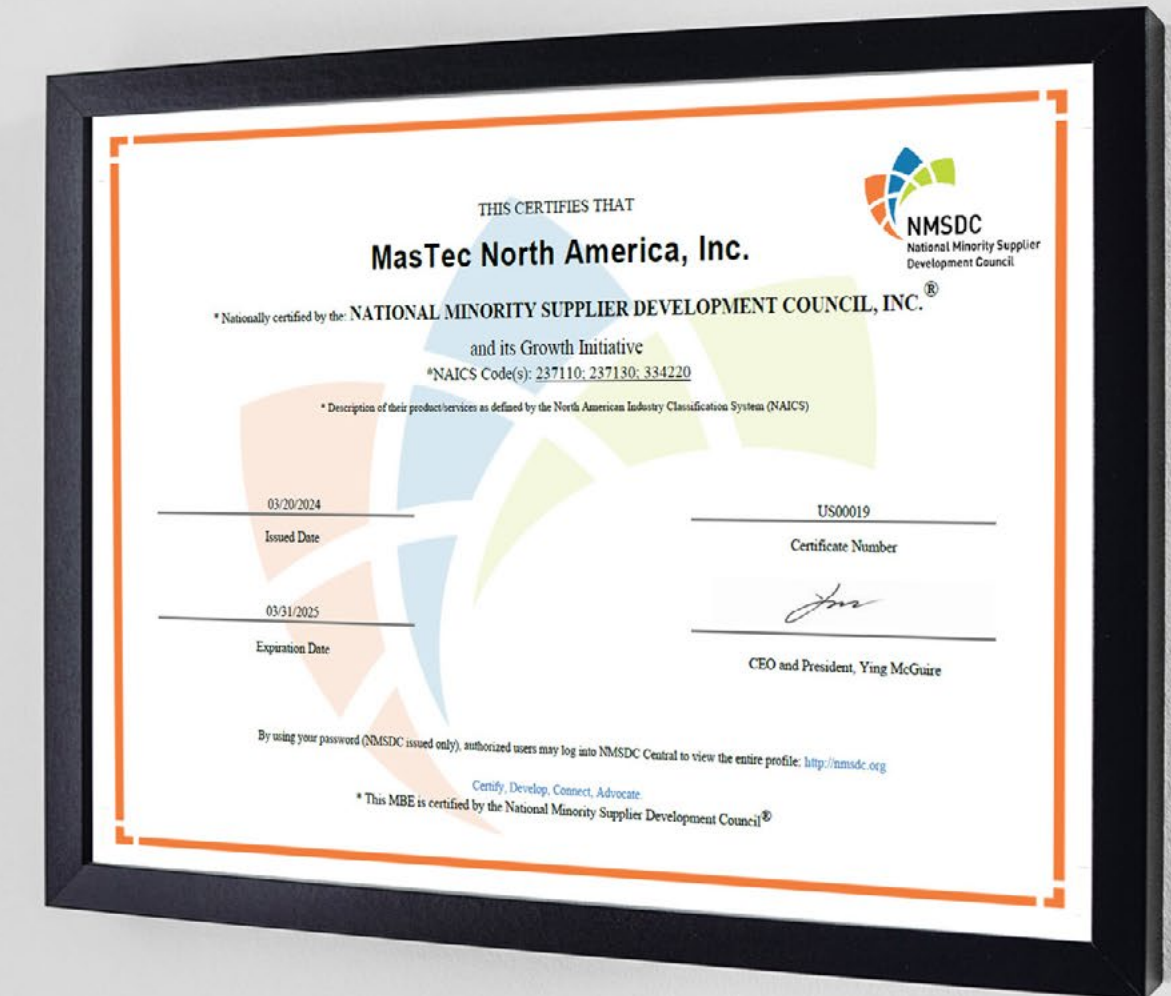 NMSDC
National Minority Supplier
Development Council
THIS CERTIFIES THAT
MasTec North America, Inc.
* Nationally certified by the: NATIONAL MINORITY SUPPLIER DEVELOPMENT COUNCIL, INC.®
and its Growth Initiative
*NAICS Code(s): 237110; 237130; 334220
* Description of their product/services as defined by the North American Industry Classification System (NAICS)
03/20/2024
Issued Date
US00019
Certificate Number
03/31/2025
Expiration Date
CEO and President, Ying McGuire
By using your password (NMSDC issued only), authorized users may log into NMSDC Central to view the entire profile: http://nmsdc.org
Certify, Develop, Connect, Advocate.
* This MBE is certified by the National Minority Supplier Development Council®